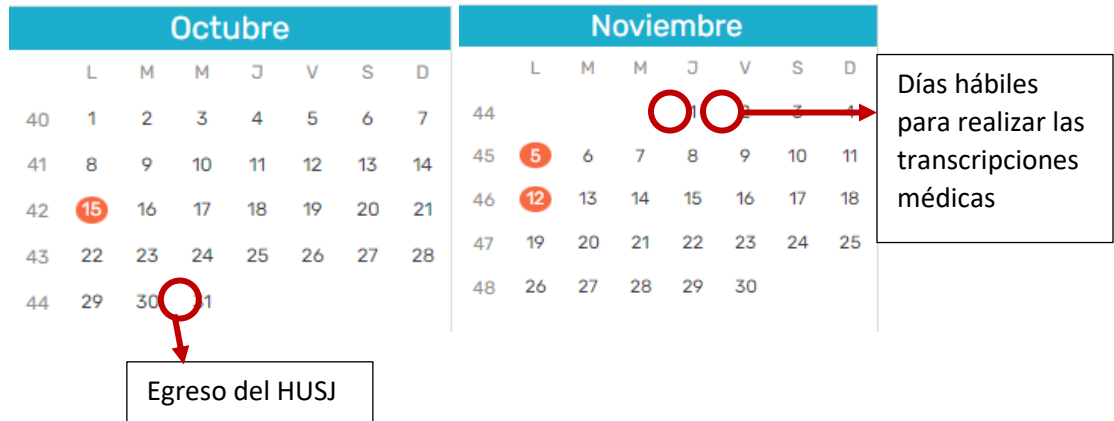 Octubre
L M M J V S D
40 1 2 3 4 5 6 7
41 8 9 10 11 12 13 14
42 15 16 17 18 19 20 21
43 22 23 24 25 26 27 28
44 29 30 31
Egreso del HUSJ
Noviembre
L M M J V S D
44 1 2 3 4
45 5 6 7 8 9 10 11
46 12 13 14 15 16 17 18
47 19 20 21 22 23 24 25
48 26 27 28 29 30
Días hábiles
para realizar las
transcripciones
médicas